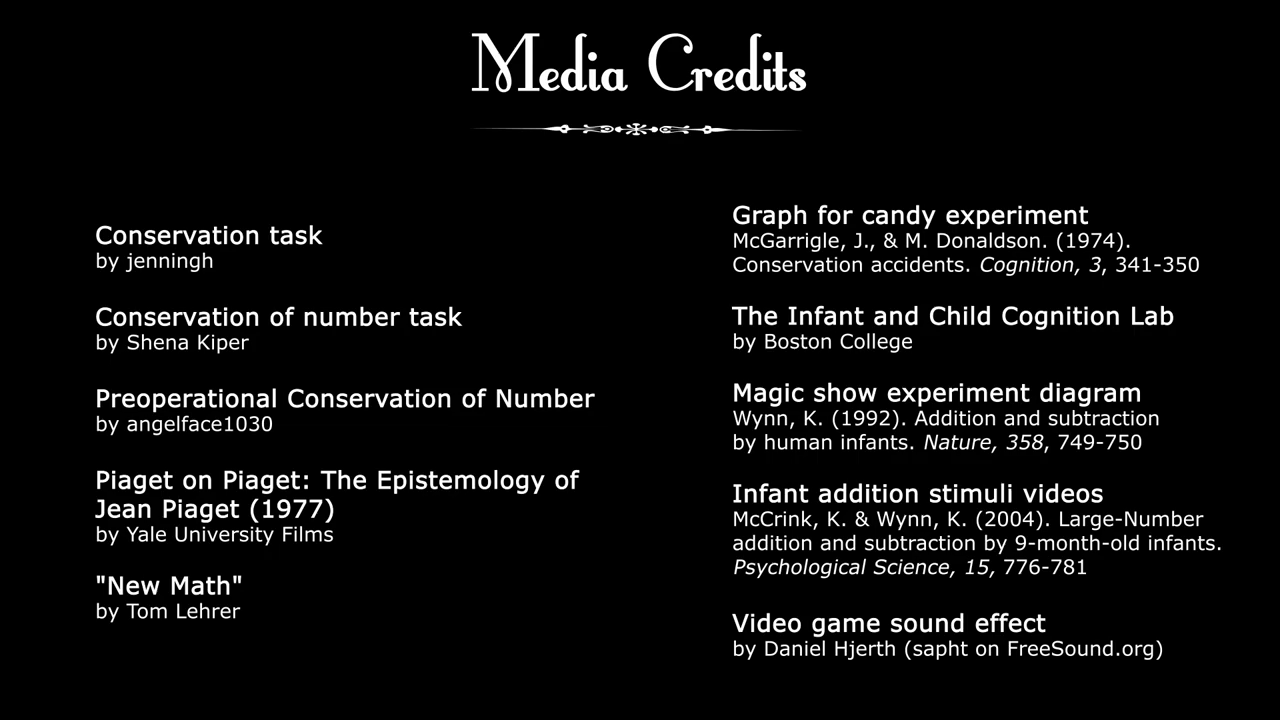 Media Credits
Conservation task
by jenningh
Conservation of number task
by Shena Kiper
Preoperational Conservation of Number
by angelface1030
Piaget on Piaget: The Epistemology of
Jean Piaget (1977)
by Yale University Films
"New Math"
by Tom Lehrer
Graph for candy experiment
McGarrigle, J., & M. Donaldson. (1974).
Conservation accidents. Cognition, 3, 341-350
The Infant and Child Cognition Lab
by Boston College
Magic show experiment diagram
Wynn, K. (1992). Addition and subtraction
by human infants. Nature, 358, 749-750
Infant addition stimuli videos
McCrink, K. & Wynn, K. (2004). Large-Number
addition and subtraction by 9-month-old infants.
Psychological Science, 15, 776-781
Video game sound effect
by Daniel Hjerth (sapht on FreeSound.org)